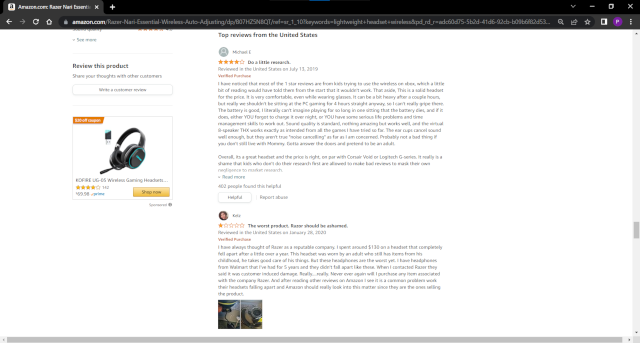 Amazon.com: Razer Nari Essential
amazon.com/Razer-Nari-Essential-Wireless-Auto-Adjusting/dp/B07HZ5N8QT/ref=sr_1_10?keywords=lightweight+headset+wireless&pd_rd_r=
See more
Review this product
Share your thoughts with other customers
Write a customer review
$10 off coupon
KOFIRE UG-05 Wireless Gaming Headsets...
142
$69.98
Shop now
Sponsored
Top reviews from the United States
Michael E
Do a little research.
Reviewed in the United States on July 13, 2019
Verified Purchase
I have noticed that most of the 1 star reviews are from kids trying to use the wireless on xbox, which a little
bit of reading would have told them from the start that it wouldn't work. That aside, This is a solid headset
for the price. It is very comfortable, even while wearing glasses. It can be a bit heavy after a couple hours,
but really we shouldn't be sitting at the PC gaming for 4 hours straight anyway, so I can't really gripe there.
The battery is good, I literally can't imagine playing for so long in one sitting that the battery dies, and if it
does, either YOU forget to charge it over night, or YOU have some serious life problems and time
management skills to work out. Sound quality is standard, nothing amazing but works well, and the virtual
8-speaker THX works exactly as intended from all the games I have tried so far. The ear cups cancel sound
well enough, but they aren't true "noise cancelling" as far as I am concerned. Probably not a bad thing if
you don't still live with Mommy. Gotta answer the doors and pretend to be an adult.
Overall, its a great headset and the price is right, on par with Corsair Void or Logitech G-series. It really is a
shame that kids who don't do their research first are allowed to make bad reviews to mask their own
negligence to product research.
Read more
402 people found this helpful
Helpful
Report abuse
Kirkz
The worst product. Razer should be ashamed.
Reviewed in the United States on January 28, 2020
Verified Purchase
I have always thought of Razer as a reputable company. I spent around $130 on a headset that completely
fell apart after a little over a year. This headset was worn by an adult who still has items from his
childhood, he takes good care of his things. But these headphones are the worst yet. I have headphones
from Walmart that I've had for 5 years and they didn't fall apart like these. When I contacted Razer they
said it was customer induced damage. Really....really. Never ever again will I purchase any item associated
with the company Razer. And after reading other reviews on Amazon I see it is a common problem work
their headsets falling apart and Amazon should really look into this matter since they are the ones selling
the product.